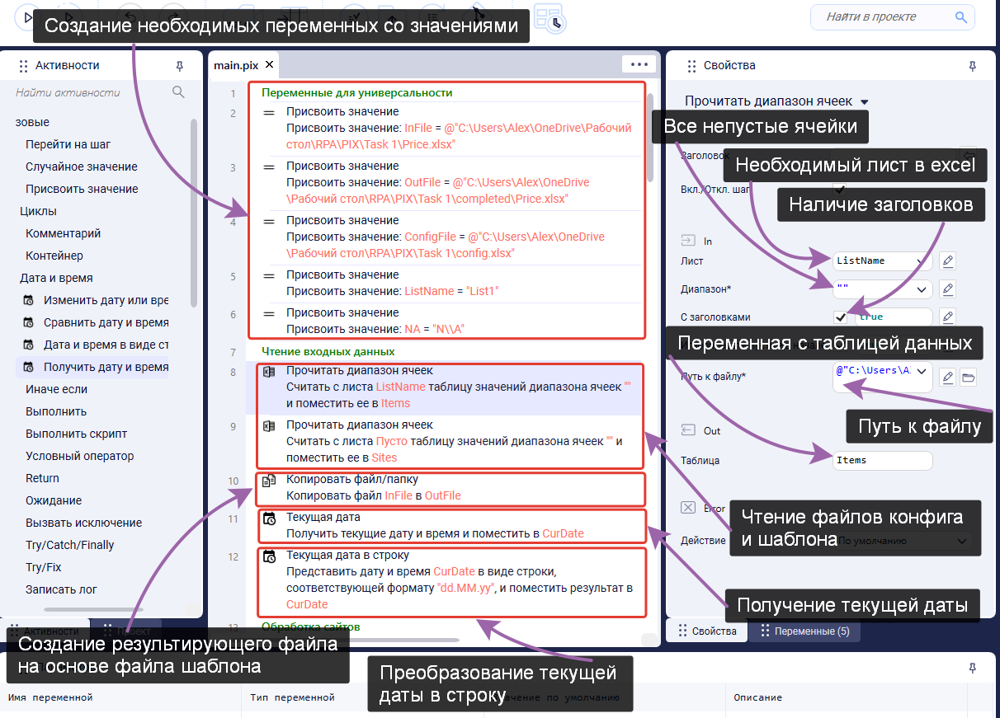 Создание необходимых переменных со значениями
Найти в проекте
Активности
main.pix
Свойства
Найти активности
зовые
Перейти на шаг
Случайное значение
Присвоить значение
Циклы
Комментарий
Контейнер
Дата и время
Изменить дату или вре
Сравнить дату и время
Дата и время в виде ст
Получить дату и время
Иначе если
Выполнить
Выполнить скрипт
Условный оператор
Return
Ожидание
Вызвать исключение
Try/Catch/Finally
Try/Fix
Записать лог
Активности
Проект
1 Переменные для универсальности
2 Присвоить значение
Присвоить значение: InFile = @"C:\Users\Alex\OneDrive\Рабочий
стол\RPA\PIX\Task 1\Price.xlsx"
3 Присвоить значение
Присвоить значение: OutFile = @"C:\Users\Alex\OneDrive
\Рабочий стол\RPA\PIX\Task 1\completed\Price.xlsx"
4 Присвоить значение
Присвоить значение: ConfigFile = @"C:\Users\Alex\OneDrive
\Рабочий стол\RPA\PIX\Task 1\config.xlsx"
5 Присвоить значение
Присвоить значение: ListName = "List1"
6 Присвоить значение
Присвоить значение: NA = "N\\A"
7 Чтение входных данных
8 Прочитать диапазон ячеек
Считать с листа ListName таблицу значений диапазона ячеек ""
и поместить ее в Items
9 Прочитать диапазон ячеек
Считать с листа Пусто таблицу значений диапазона ячеек "" и
поместить ее в Sites
10 Копировать файл/папку
Копировать файл InFile в OutFile
11 Текущая дата
Получить текущие дату и время и поместить в CurDate
12 Текущая дата в строку
Представить дату и время CurDate в виде строки,
соответствующей формату "dd.MM.yy", и поместить результат в
CurDate
13 Обработка сайтов
Прочитать диапазон ячеек
Все непустые ячейки
Заголовок
Необходимый лист в excel
Вкл./Откл. шаг
Наличие заголовков
In
Лист
ListName
Диапазон*
""
С заголовками
true
Переменная с таблицей данных
Путь к файлу*
@"C:\Users\A
Путь к файлу
Out
Таблица
Items
Error
Чтение файлов конфига
и шаблона
Действие
По умолчанию
Получение текущей даты
Свойства
Переменные (5)
Создание результирующего файла
на основе файла шаблона
Преобразование текущей
даты в строку
Имя переменной
Тип переменной
по умолчанию
Описание